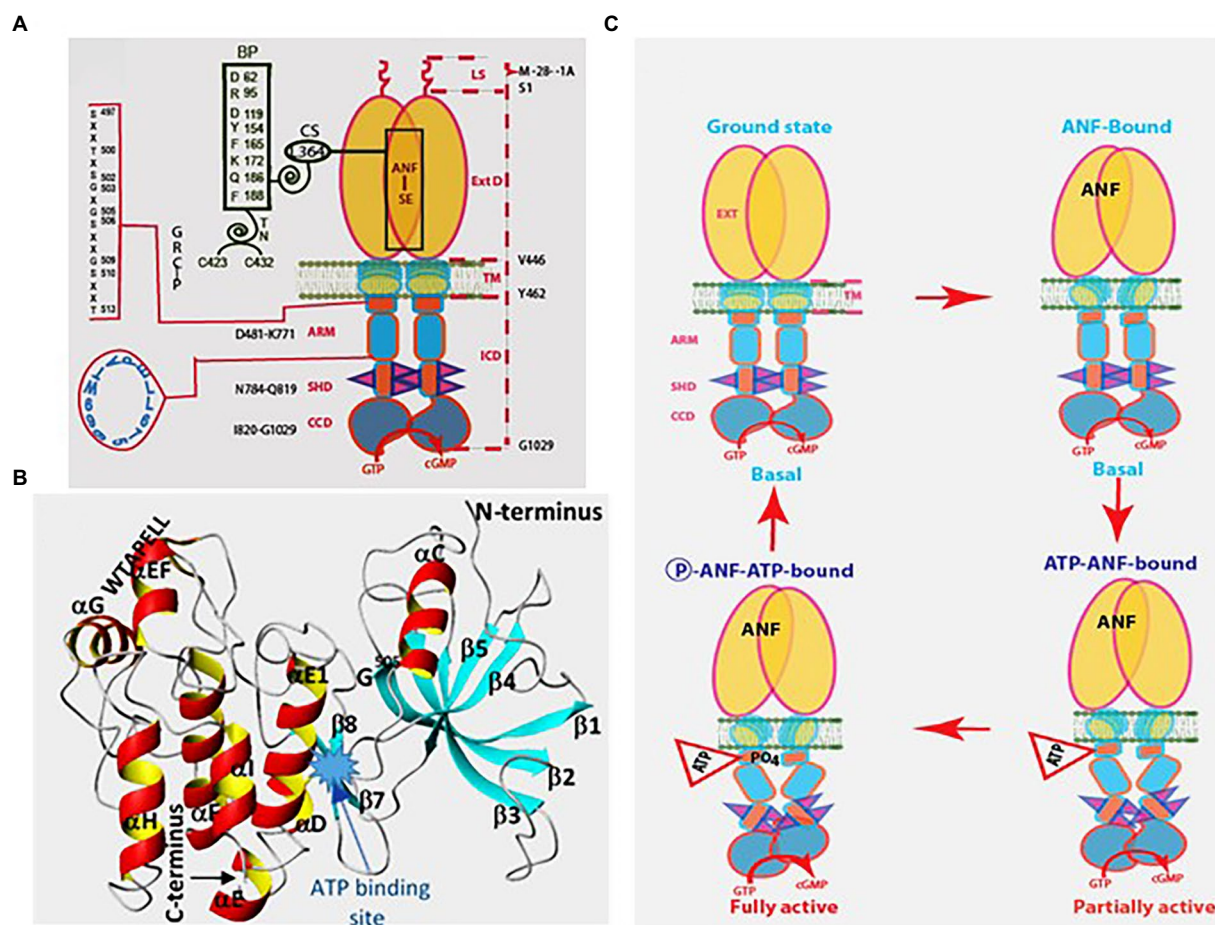 A
BP
D 62
R 95
D 119
Y 154
F 165
K 172
Q 186
F 188
CS
L364
TN
C423 C432
S 497
X
X
T 500
X
S 502
G 503
X
G 505
S 506
X
X
G 509
S 510
X
X
T 513
ANF
SE
LS
M -28- -1A
S1
Ext D
V446
TM
Y462
D481-K771 ARM
ICD
N784-Q819 SHD
I820-G1029 CCD
G1029
GTP cGMP
B
N-terminus
WTAPELL
αEF
αG
αC
G505
αE1
β5
β4
β1
β8
β2
β7
β3
αI
αF
αH
αD
C-terminus
αE
ATP binding
site
C
Ground state
EXT
TM
ARM
SHD
CCD
GTP cGMP
Basal
ANF-Bound
ANF
GTP cGMP
Basal
ATP-ANF-bound
ANF
ATP
GTP cGMP
Partially active
P-ANF-ATP-bound
ANF
ATP
PO4
GTP cGMP
Fully active